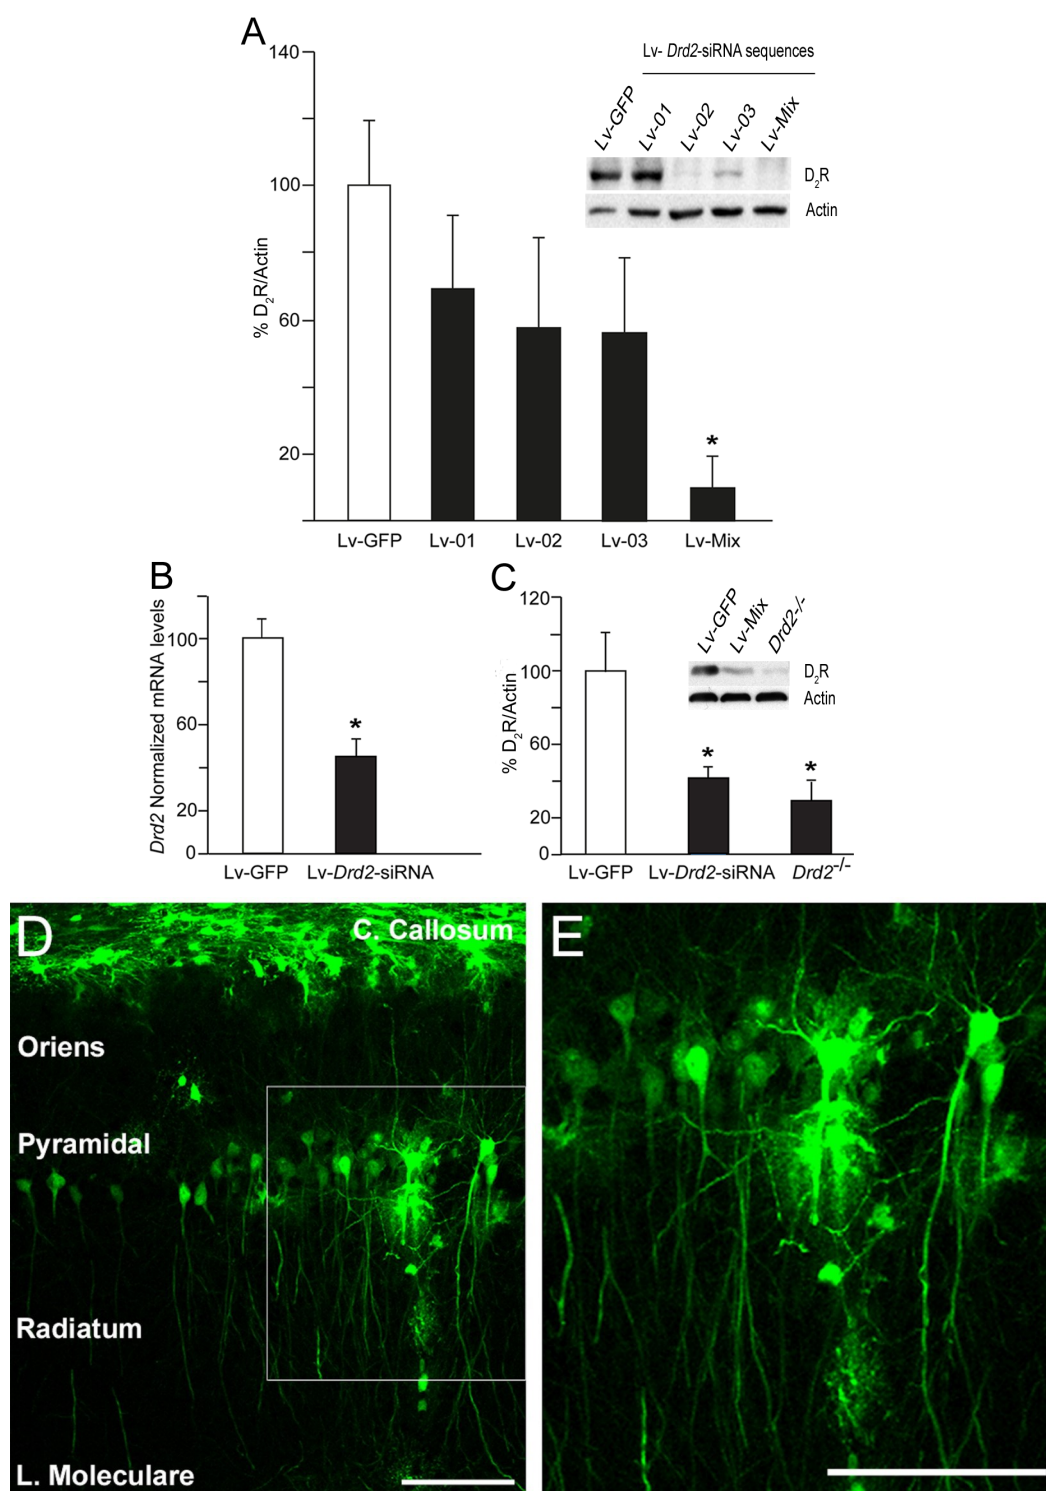 A
140
100
60
20
% D2R/Actin
Lv- Drd2-siRNA sequences
Lv-GFP
Lv-01
Lv-02
Lv-03
Lv-Mix
D2R
Actin
*
Lv-GFP Lv-01 Lv-02 Lv-03 Lv-Mix
B
Drd2 Normalized mRNA levels
100
60
20
0
*
Lv-GFP Lv-Drd2-siRNA
C
% D2R/Actin
120
100
60
20
0
Lv-GFP
Lv-Mix
Drd2-/-
D2R
Actin
*
*
Lv-GFP Lv-Drd2-siRNA Drd2-/-
D
C. Callosum
Oriens
Pyramidal
Radiatum
L. Moleculare
E